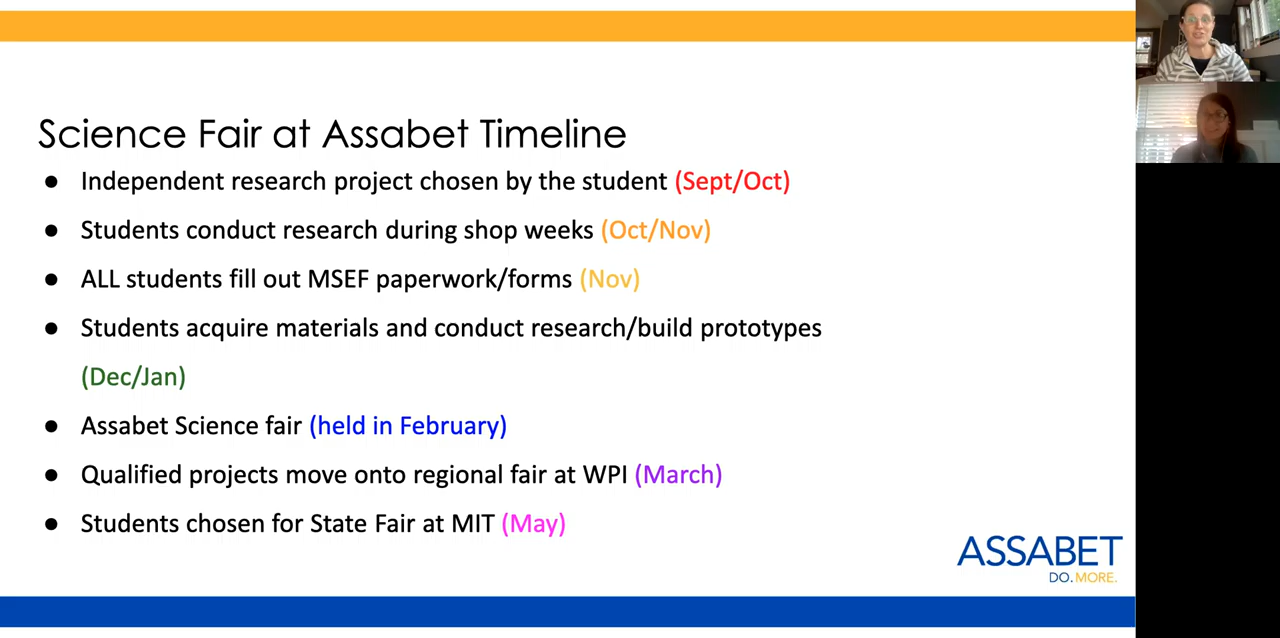 Science Fair at Assabet Timeline
● Independent research project chosen by the student (Sept/Oct)
● Students conduct research during shop weeks (Oct/Nov)
● ALL students fill out MSEF paperwork/forms (Nov)
● Students acquire materials and conduct research/build prototypes
(Dec/Jan)
● Assabet Science fair (held in February)
● Qualified projects move onto regional fair at WPI (March)
● Students chosen for State Fair at MIT (May)
ASSABET
DO.MORE.